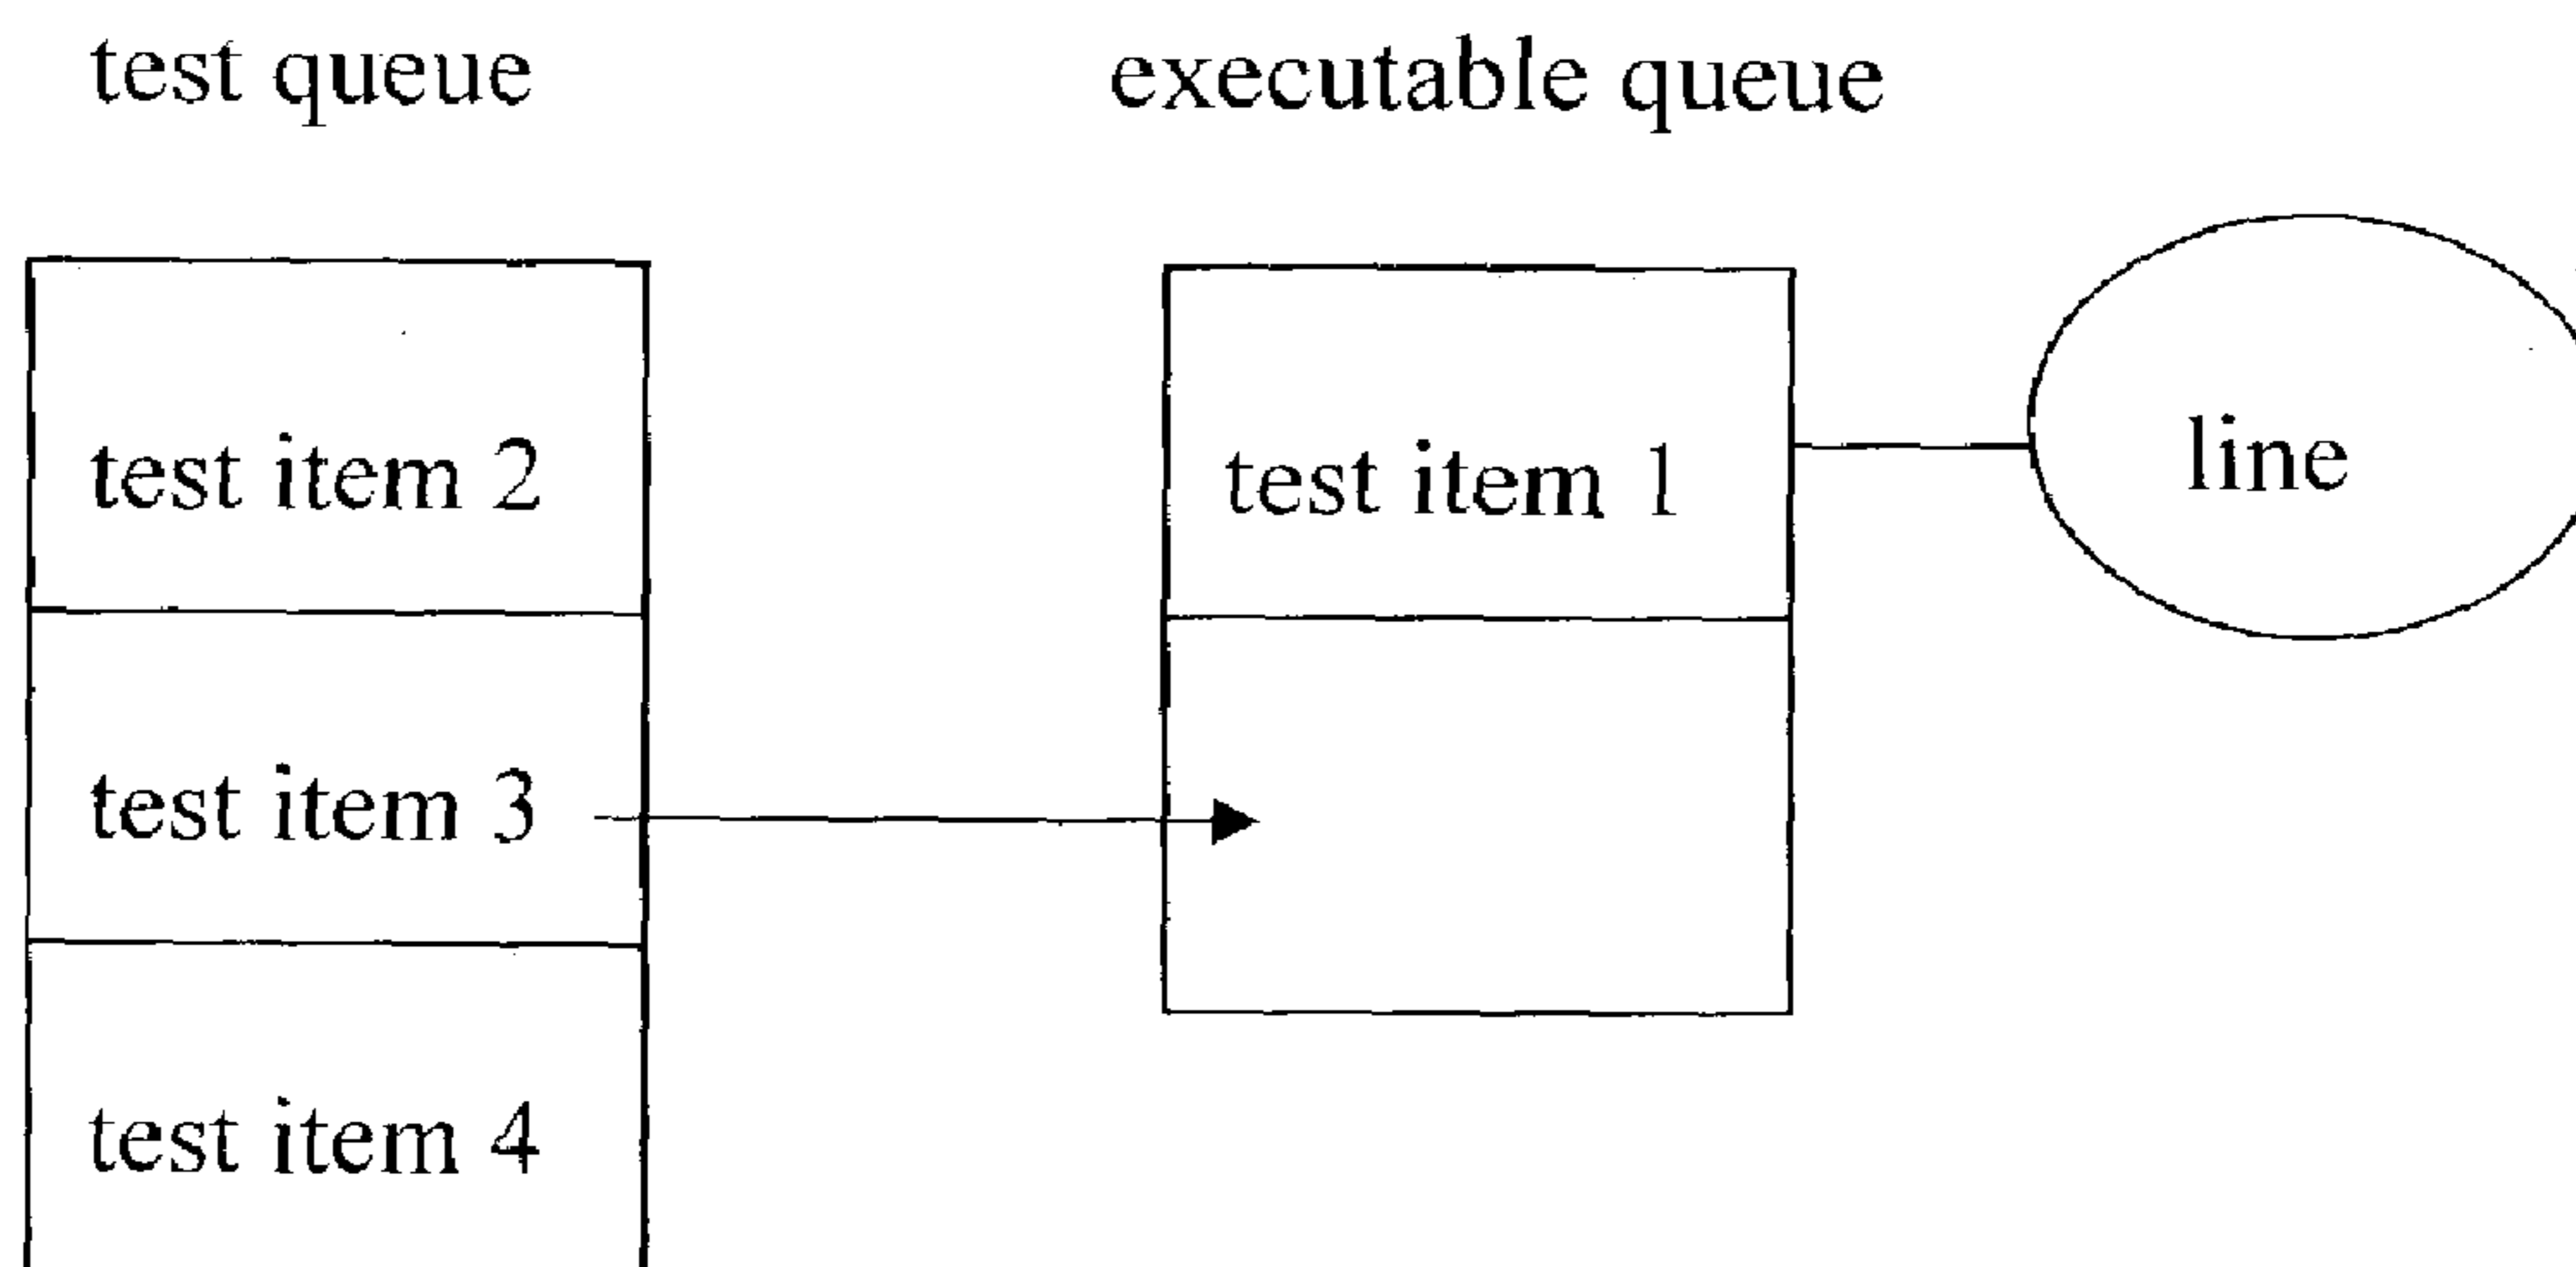 test queue
executable queue
test item 2
test item 1
line
test item 3
test item 4